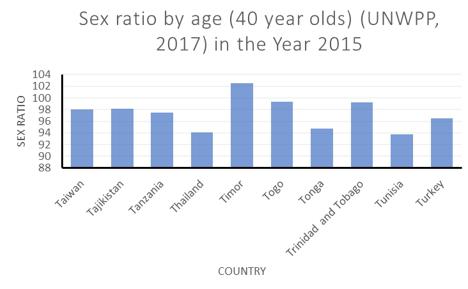 Sex ratio by age (40 year olds) (UNWPP,
2017) in the Year 2015
SEX RATIO
104
102
100
98
96
94
92
90
88
Taiwan
Tajikistan
Tanzania
Thailand
Timor
Togo
Tonga
Trinidad and Tobago
Tunisia
Turkey
COUNTRY